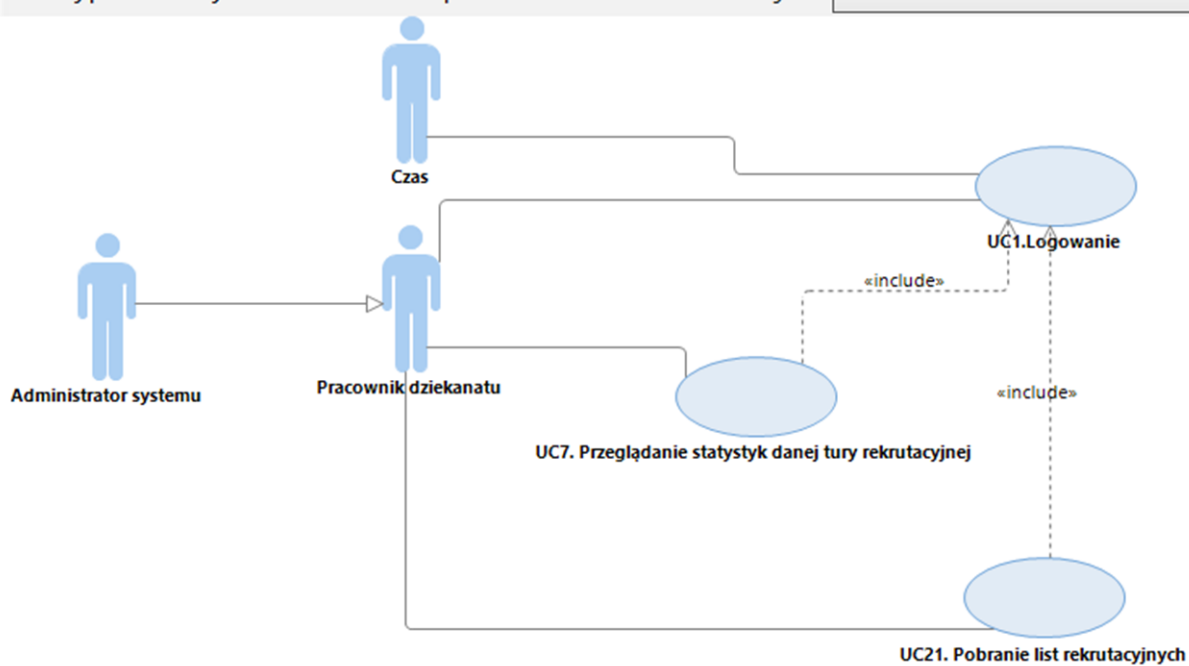 Czas
UC1.Logowanie
«include»
Administrator systemu
Pracownik dziekanatu
«include»
UC7. Przeglądanie statystyk danej tury rekrutacyjnej
UC21. Pobranie list rekrutacyjnych